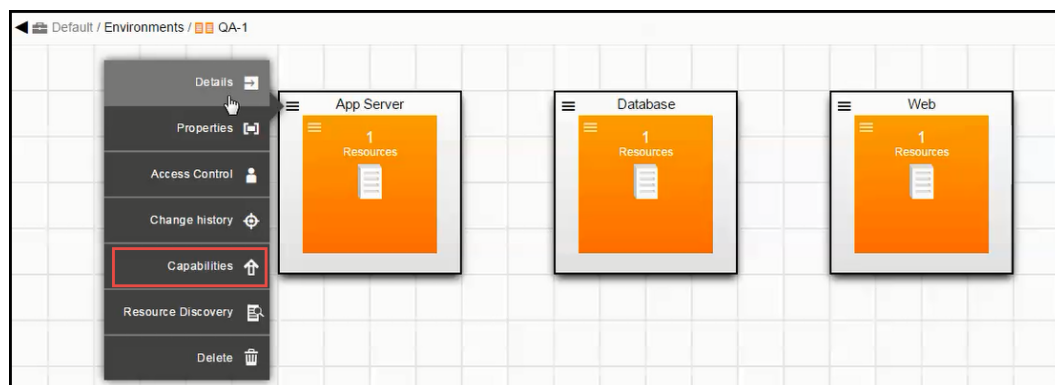 Default / Environments / QA-1
Details
Properties
Access Control
Change history
Capabilities
Resource Discovery
Delete
App Server
1
Resources
Database
1
Resources
Web
1
Resources